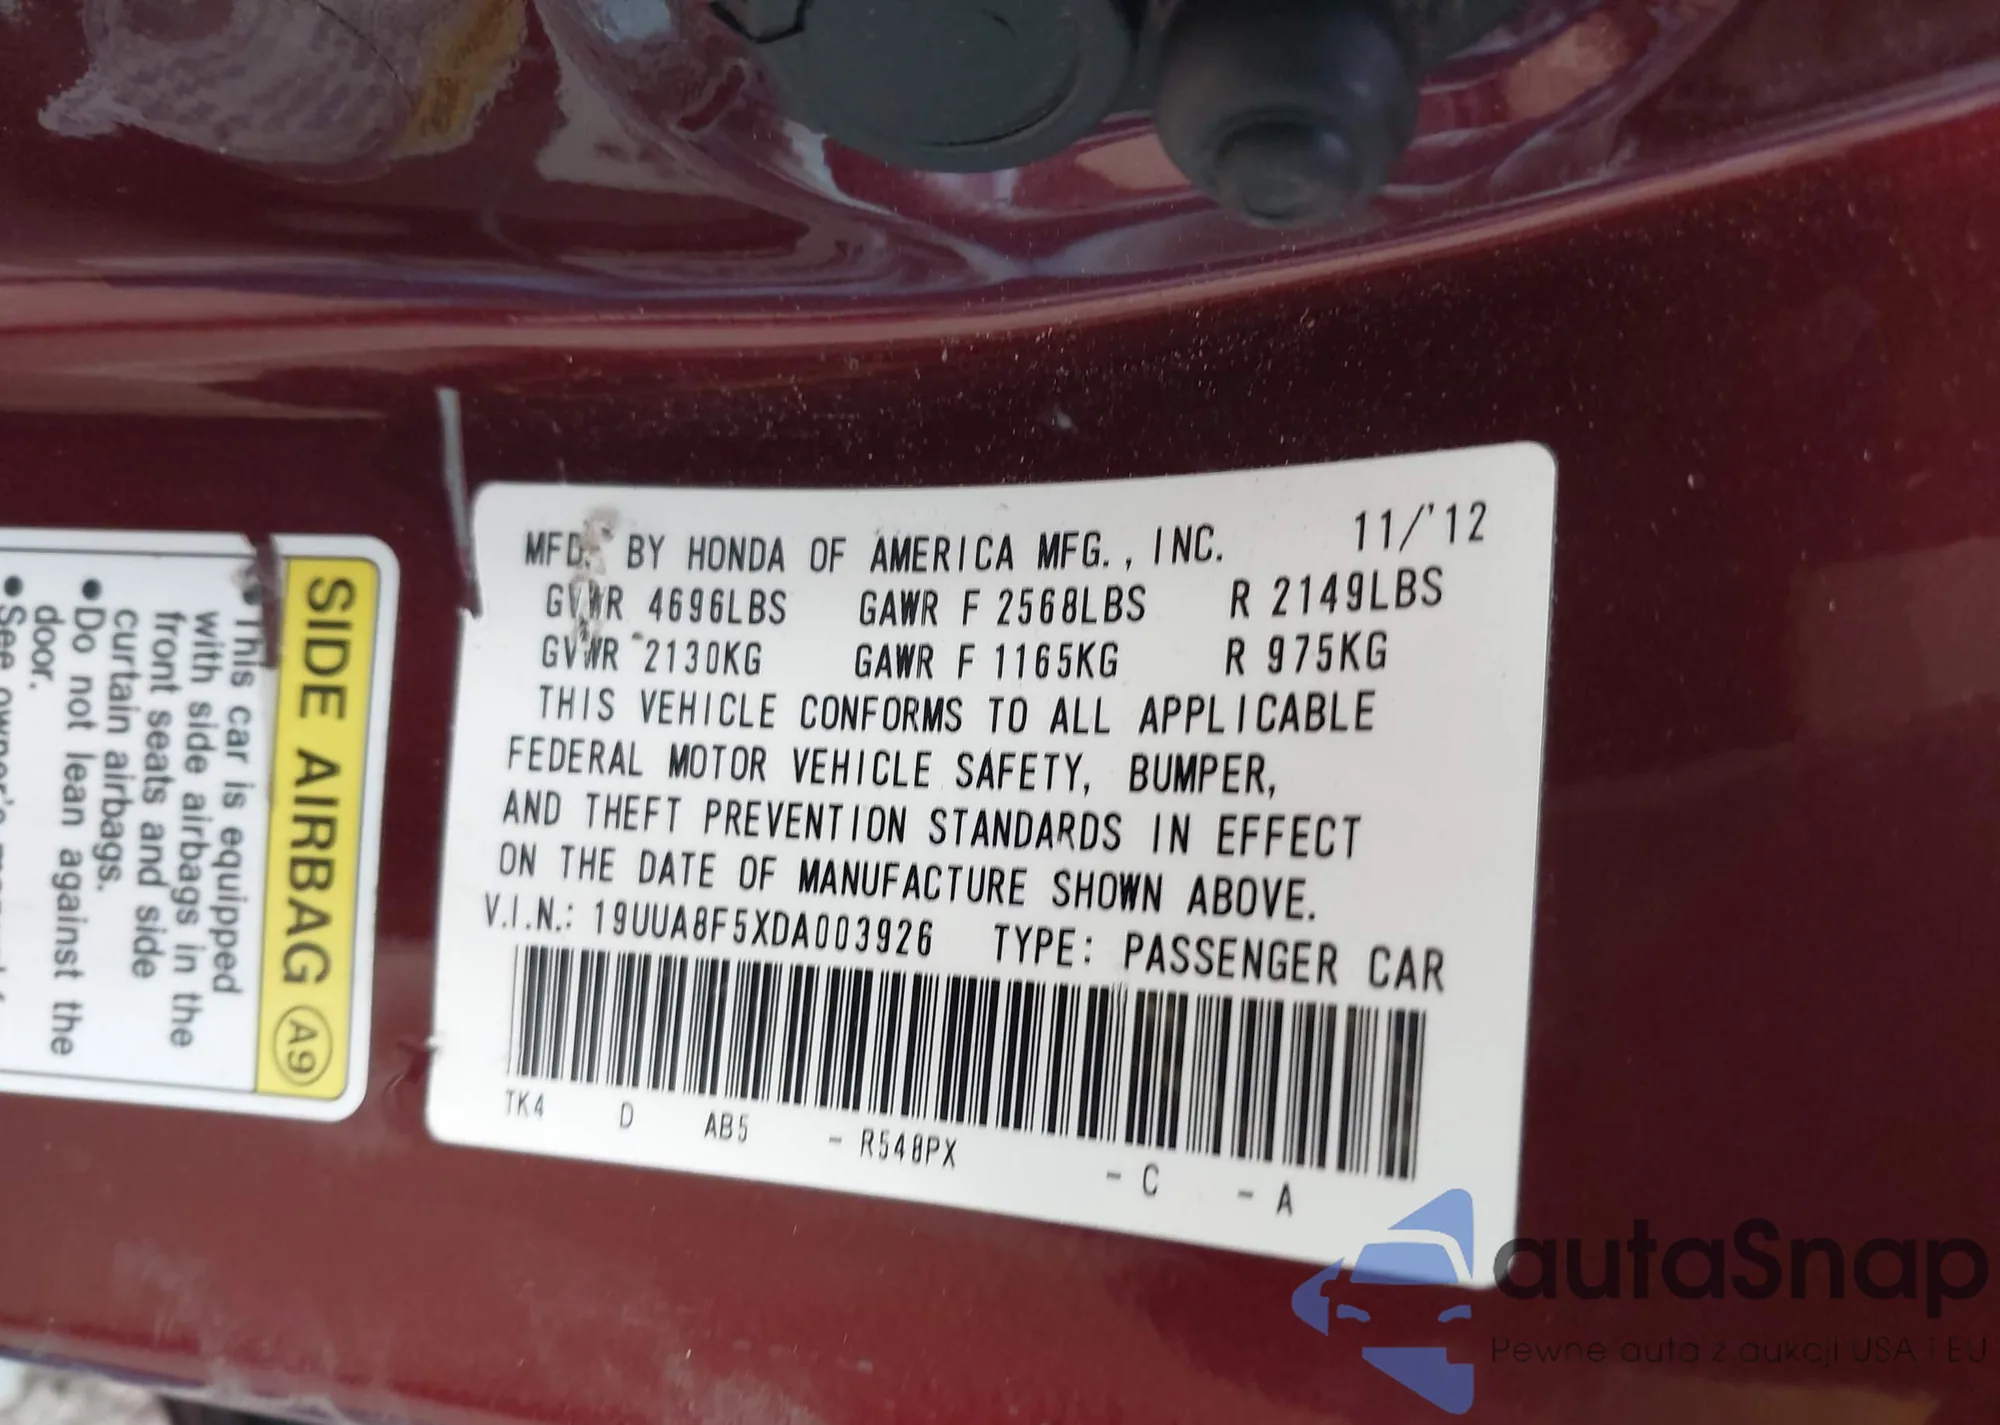 MFD. BY HONDA OF AMERICA MFG., INC. 11/'12
GVWR 4696LBS GAWR F 2568LBS R 2149LBS
GVWR 2130KG GAWR F 1165KG R 975KG
THIS VEHICLE CONFORMS TO ALL APPLICABLE
FEDERAL MOTOR VEHICLE SAFETY, BUMPER,
AND THEFT PREVENTION STANDARDS IN EFFECT
ON THE DATE OF MANUFACTURE SHOWN ABOVE.
V.I.N.: 19UUA8F5XDA003926 TYPE: PASSENGER CAR
TK4 D AB5 - R548PX - C - A
SIDE AIRBAG A9
• This car is equipped
with side airbags in the
front seats and side
curtain airbags.
• Do not lean against the
door.
• See owner's
autaSnap
Pewne auta z aukcji USA i EU